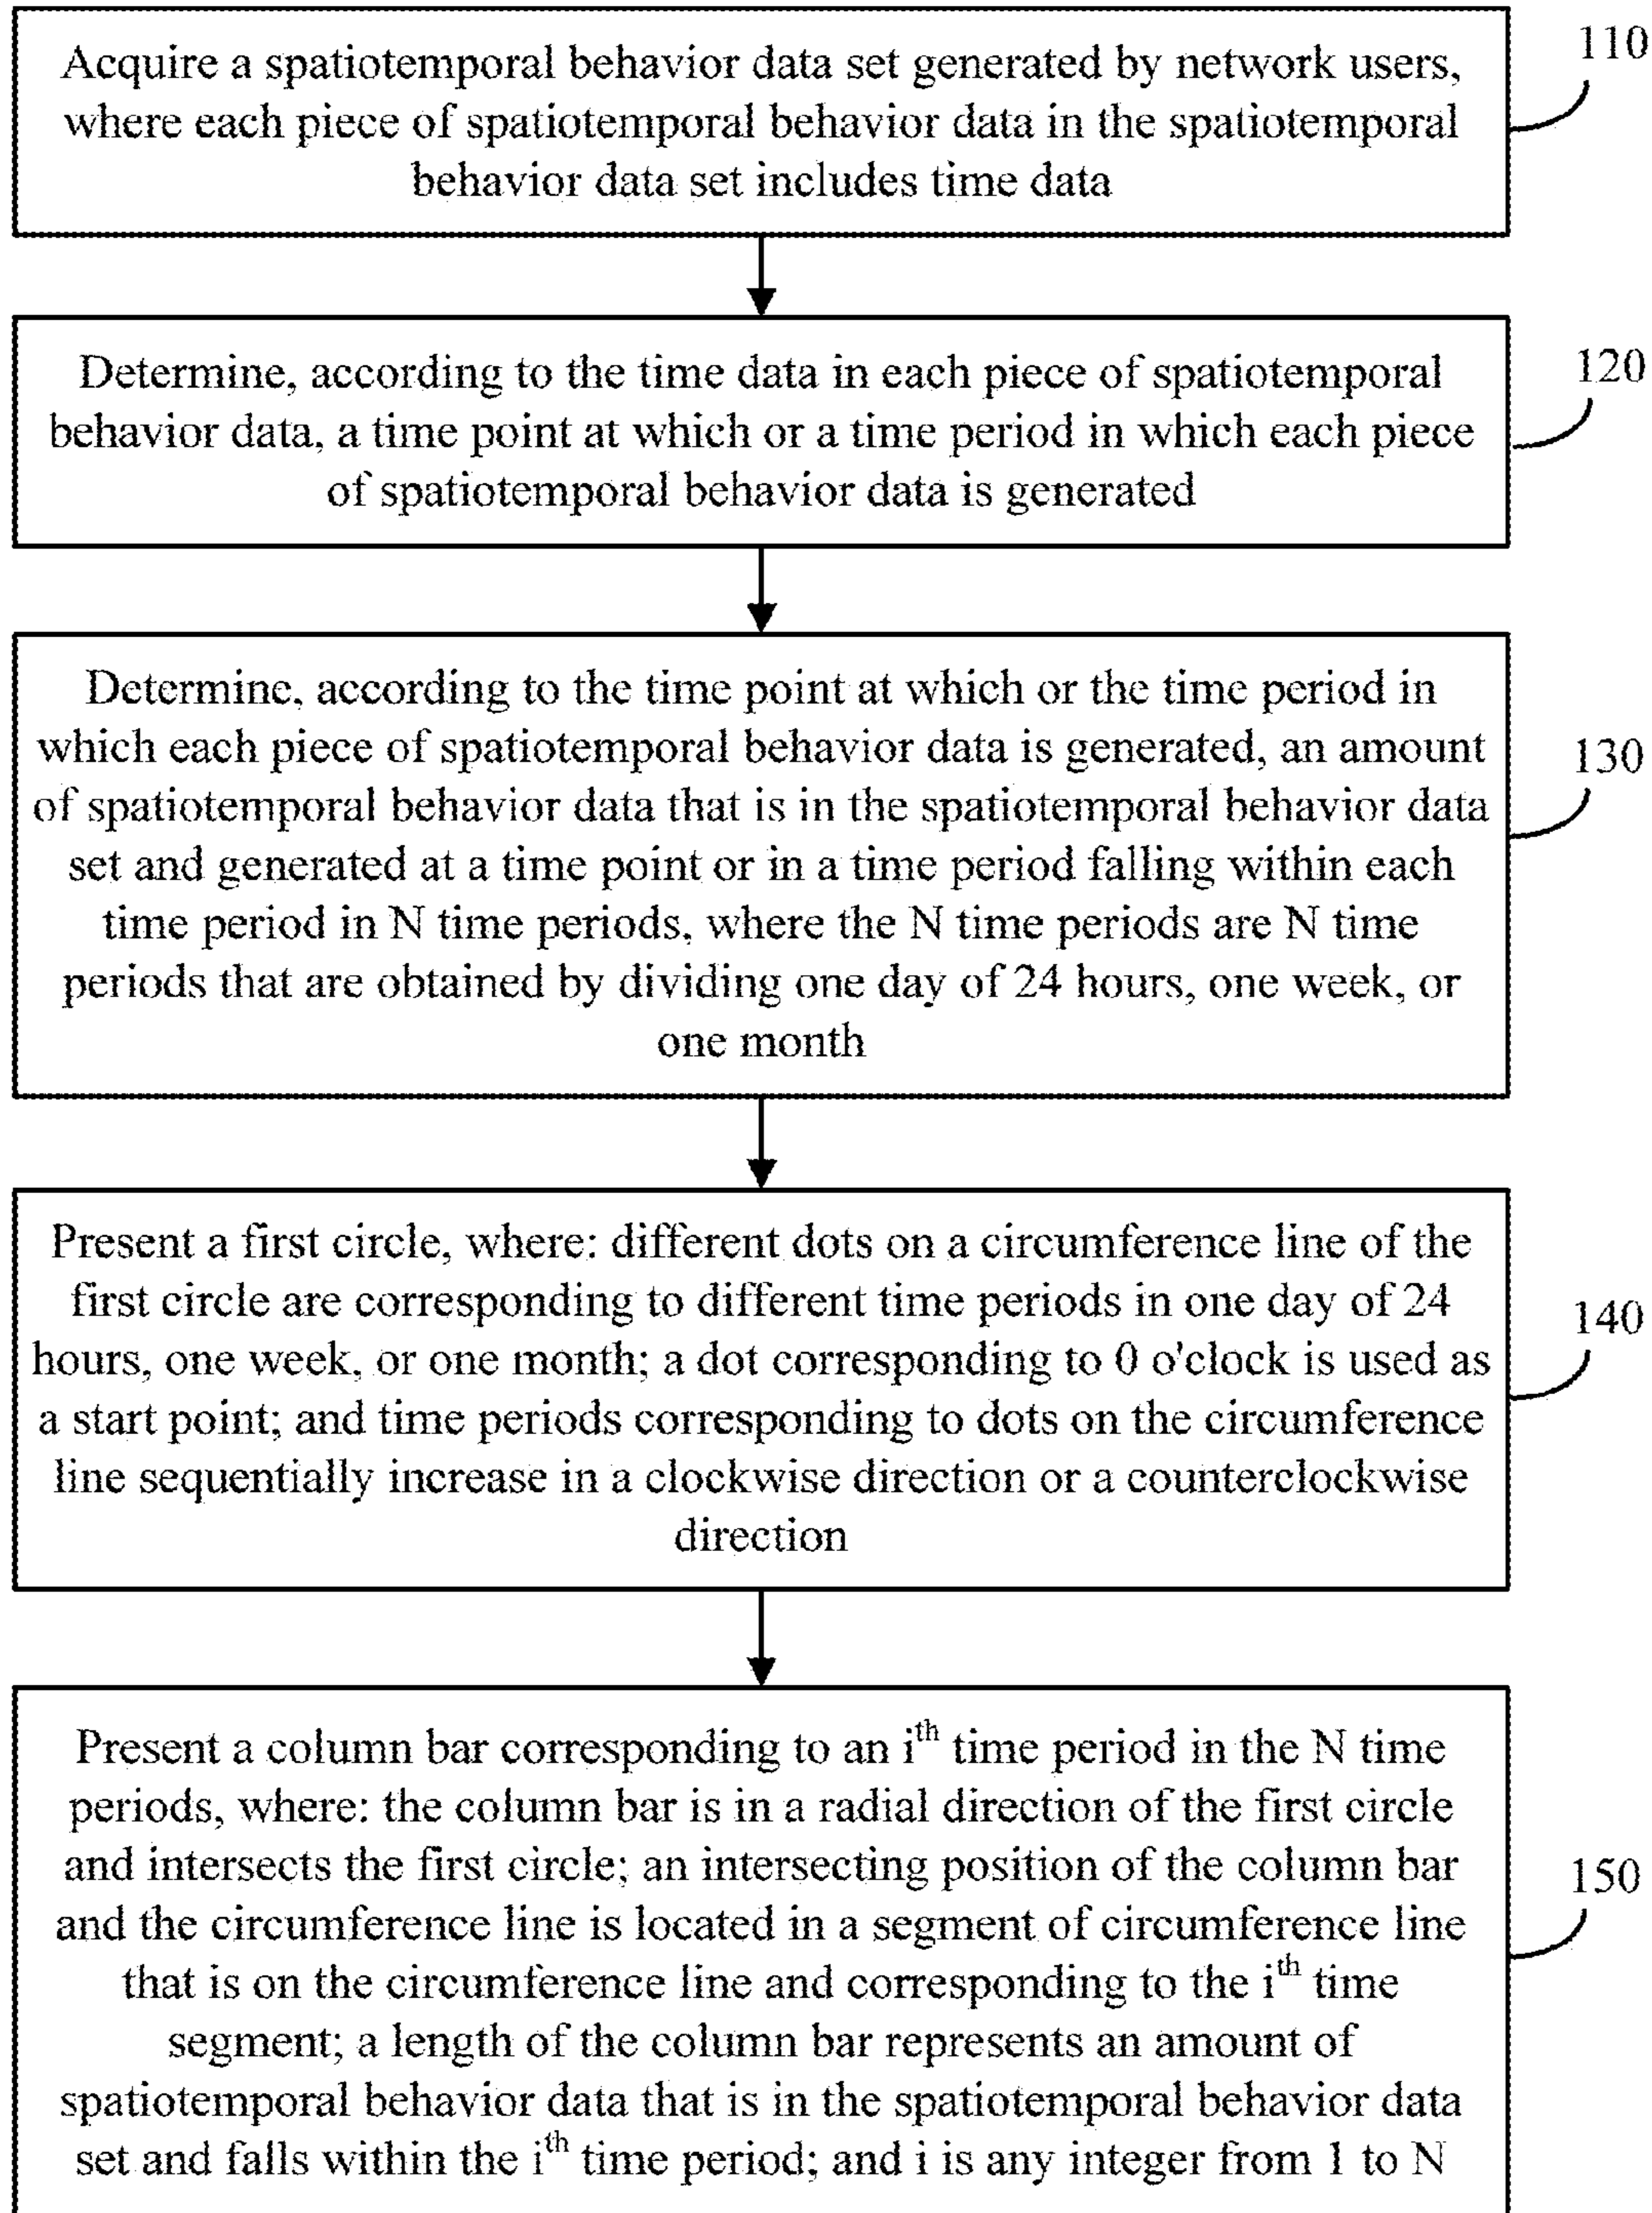 Acquire a spatiotemporal behavior data set generated by network users,
where each piece of spatiotemporal behavior data in the spatiotemporal
behavior data set includes time data
110
Determine, according to the time data in each piece of spatiotemporal
behavior data, a time point at which or a time period in which each piece
of spatiotemporal behavior data is generated
120
Determine, according to the time point at which or the time period in
which each piece of spatiotemporal behavior data is generated, an amount
of spatiotemporal behavior data that is in the spatiotemporal behavior data
set and generated at a time point or in a time period falling within each
time period in N time periods, where the N time periods are N time
periods that are obtained by dividing one day of 24 hours, one week, or
one month
130
Present a first circle, where: different dots on a circumference line of the
first circle are corresponding to different time periods in one day of 24
hours, one week, or one month; a dot corresponding to 0 o'clock is used as
a start point; and time periods corresponding to dots on the circumference
line sequentially increase in a clockwise direction or a counterclockwise
direction
140
Present a column bar corresponding to an i^th time period in the N time
periods, where: the column bar is in a radial direction of the first circle
and intersects the first circle; an intersecting position of the column bar
and the circumference line is located in a segment of circumference line
that is on the circumference line and corresponding to the i^th time
segment; a length of the column bar represents an amount of
spatiotemporal behavior data that is in the spatiotemporal behavior data
set and falls within the i^th time period; and i is any integer from 1 to N
150